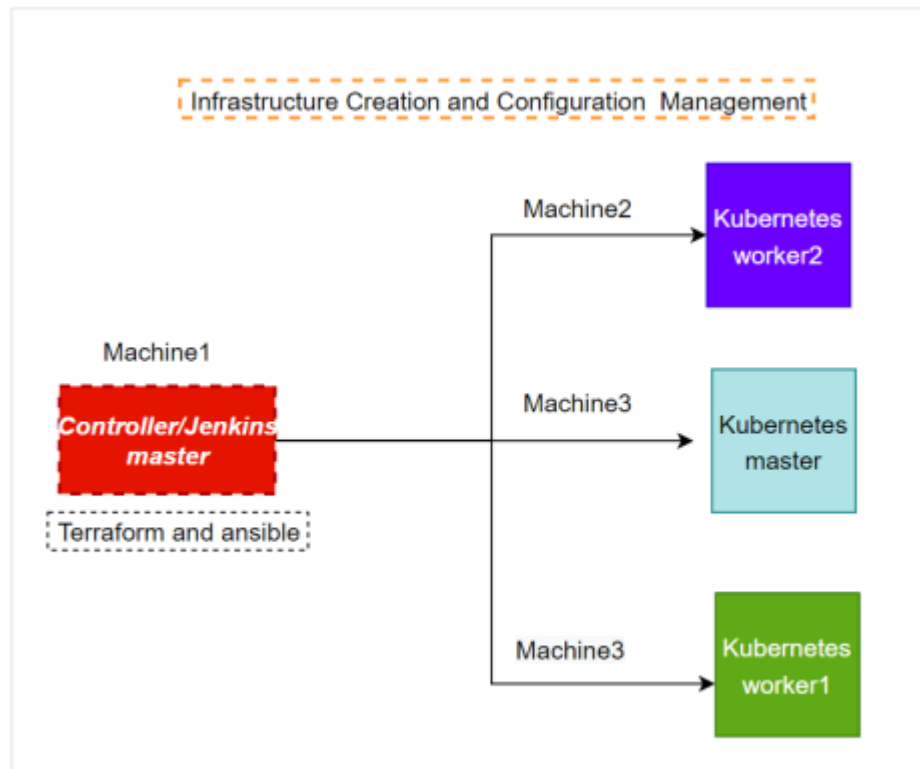 Infrastructure Creation and Configuration Management
Machine2
Kubernetes
worker2
Machine1
Controller/Jenkins
master
Terraform and ansible
Machine3
Kubernetes
master
Machine3
Kubernetes
worker1